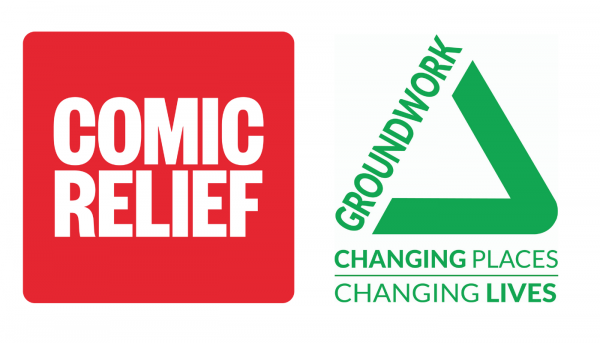 COMIC
RELIEF
GROUNDWORK
CHANGING PLACES
CHANGING LIVES